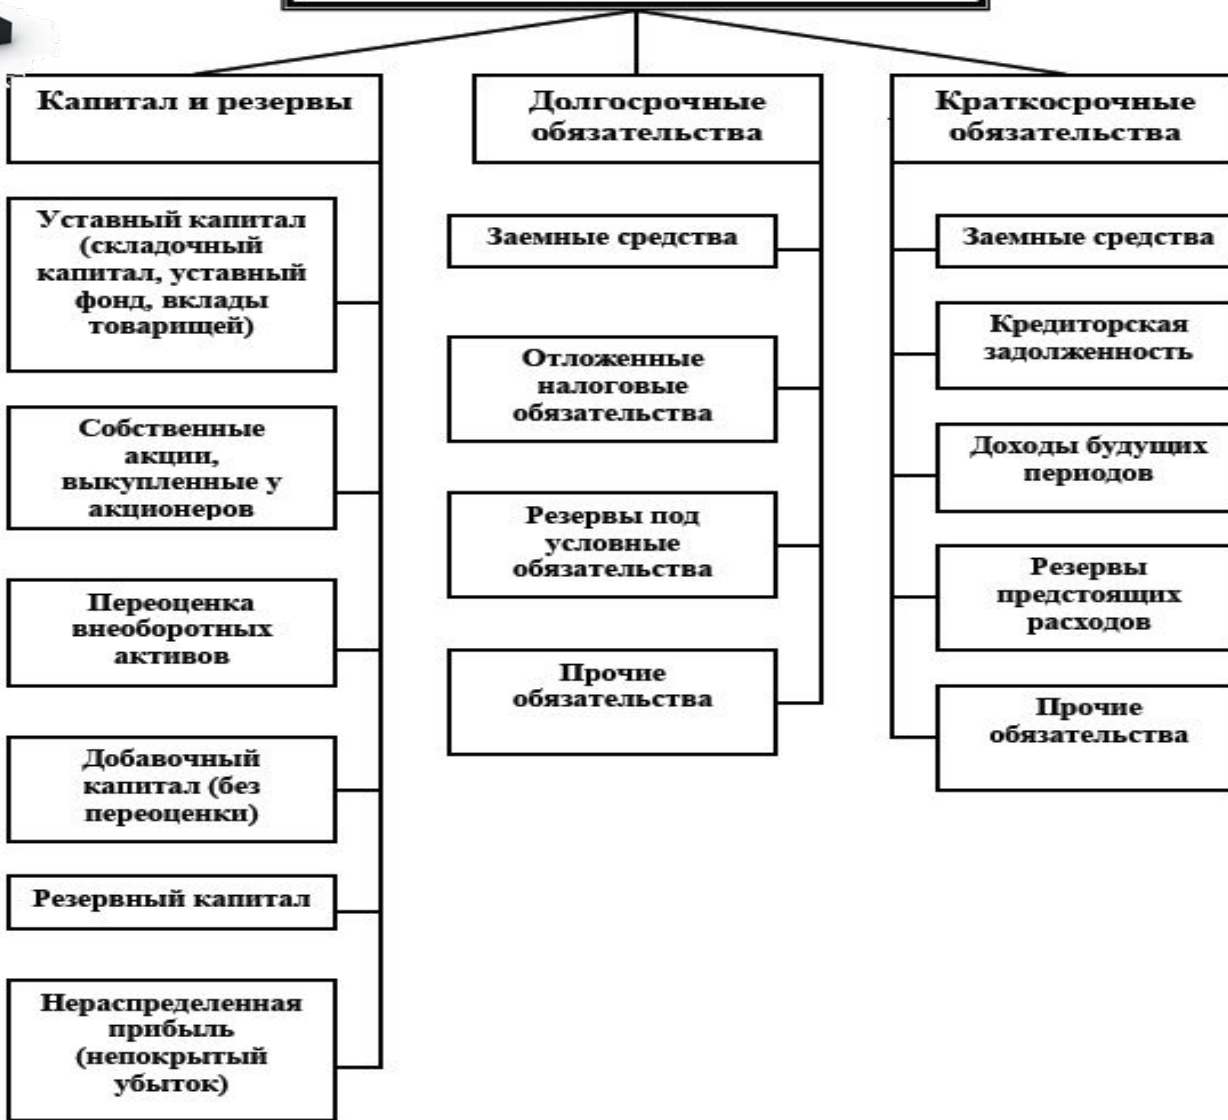 Капитал и резервы
Уставный капитал
(складочный
капитал, уставный
фонд, вклады
товарищей)
Собственные
акции,
выкупленные у
акционеров
Переоценка
внеоборотных
активов
Добавочный
капитал (без
переоценки)
Резервный капитал
Нераспределенная
прибыль
(непокрытый
убыток)
Долгосрочные
обязательства
Заемные средства
Отложенные
налоговые
обязательства
Резервы под
условные
обязательства
Прочие
обязательства
Краткосрочные
обязательства
Заемные средства
Кредиторская
задолженность
Доходы будущих
периодов
Резервы
предстоящих
расходов
Прочие
обязательства